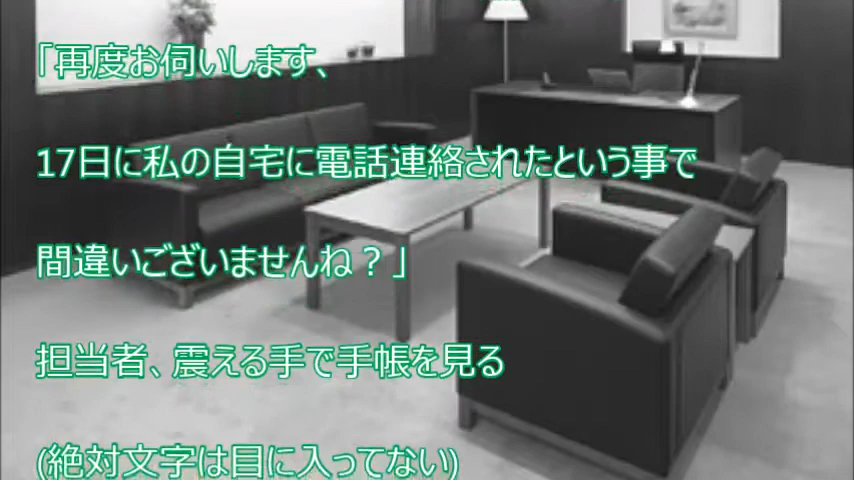 「再度お伺いします、
17日に私の自宅に電話連絡されたという事で
間違いございませんね？」
担当者、震える手で手帳を見る
(絶対文字は目に入ってない)